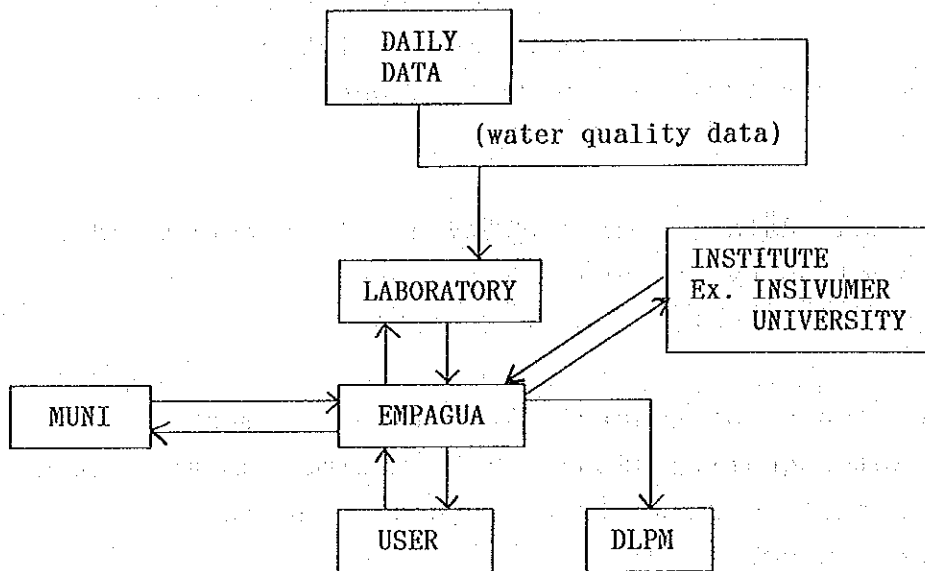 DAILY
DATA
(water quality data)
INSTITUTE
Ex. INSIVUMER
UNIVERSITY
LABORATORY
MUNI
EMPAGUA
USER
DLPM